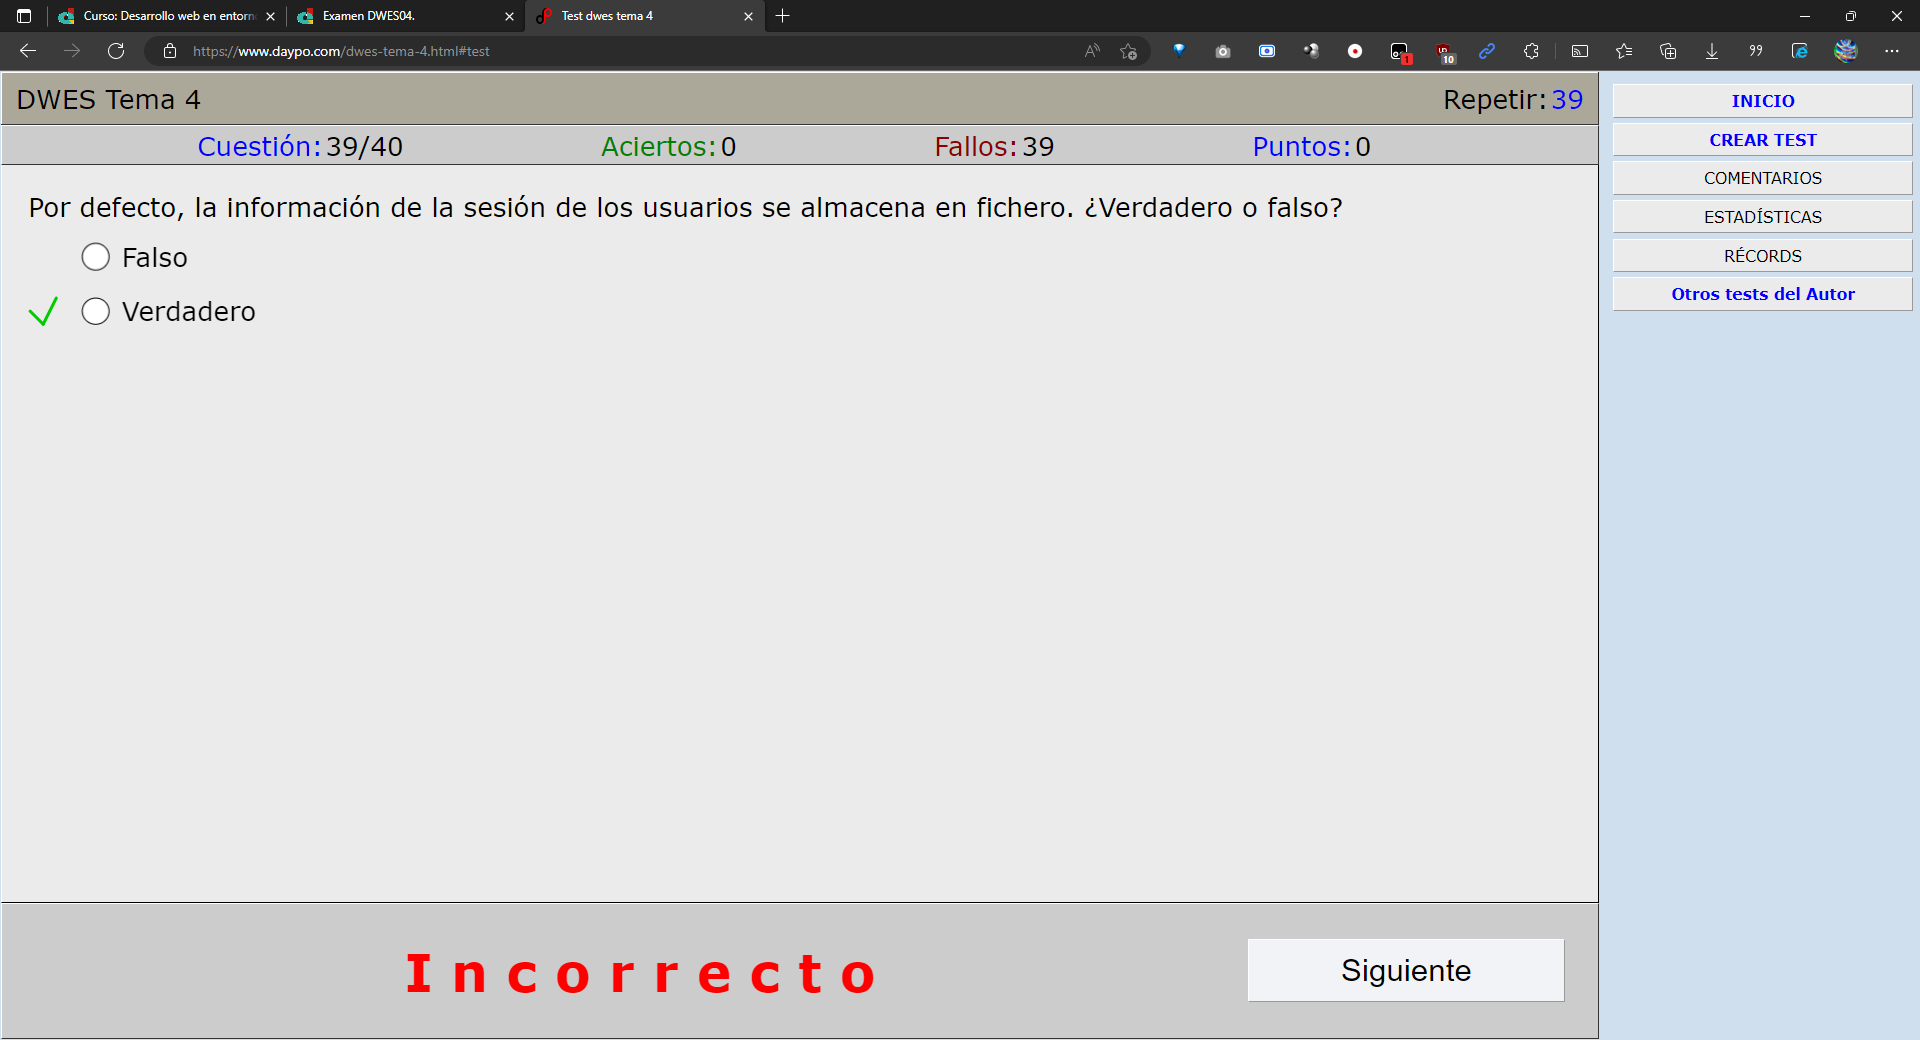 Curso: Desarrollo web en entorn
Examen DWES04.
Test dwes tema 4
https://www.daypo.com/dwes-tema-4.html#test
1
10
DWES Tema 4
Repetir: 39
Cuestión: 39/40
Aciertos: 0
Fallos: 39
Puntos: 0
Por defecto, la información de la sesión de los usuarios se almacena en fichero. ¿Verdadero o falso?
Falso
Verdadero
Incorrecto
Siguiente
INICIO
CREAR TEST
COMENTARIOS
ESTADÍSTICAS
RÉCORDS
Otros tests del Autor